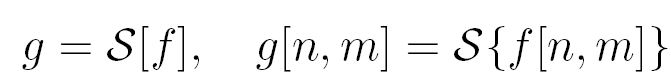 g = 𝒮[f],    g[n, m] = 𝒮{f[n, m]}